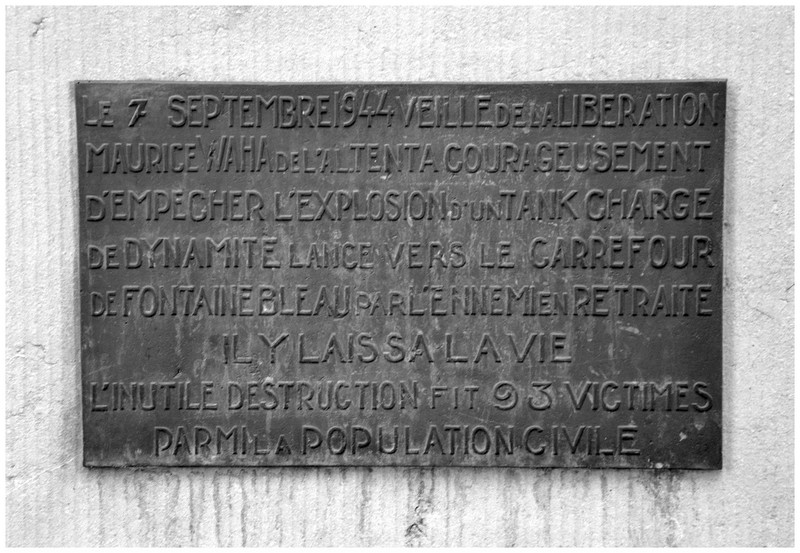 LE 7 SEPTEMBRE 1944 VEILLE DE LA LIBERATION
MAURICE WAHA DE L'AL TENTA COURAGEUSEMENT
D'EMPECHER L'EXPLOSION D'UN TANK CHARGE
DE DYNAMITE LANCE VERS LE CARREFOUR
DE FONTAINEBLEAU PAR L'ENNEMI EN RETRAITE
IL Y LAISSA LA VIE
L'INUTILE DESTRUCTION FIT 93 VICTIMES
PARMI LA POPULATION CIVILE